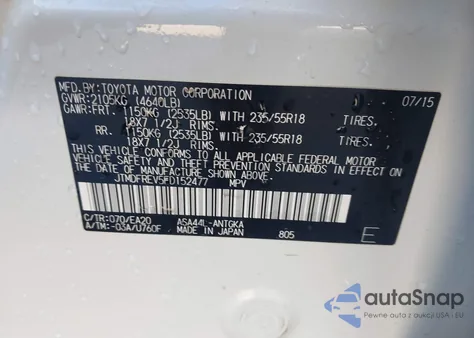 MFD.BY:TOYOTA MOTOR CORPORATION 07/15
GVWR:2105KG (4640LB)
GAWR:FRT. 1150KG (2535LB) WITH 235/55R18 TIRES.
18X7 1/2J RIMS.
RR. 1150KG (2535LB) WITH 235/55R18 TIRES.
18X7 1/2J RIMS.
THIS VEHICLE CONFORMS TO ALL APPLICABLE FEDERAL MOTOR
VEHICLE SAFETY AND THEFT PREVENTION STANDARDS IN EFFECT ON
THE DATE OF MANUFACTURE SHOWN ABOVE.
JTMDFREV5FD152477 MPV
C/TR:070/EA20 ASA44L-ANTGKA
A/TM:-03A/U760F MADE IN JAPAN 805 E
autoSnap
Pewne auto z USA i EU